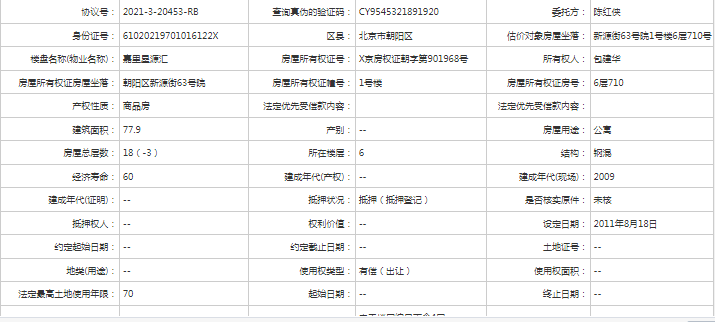 协议号： 2021-3-20453-RB 查询真伪的验证码： CY9545321891920 委托方： 陈红侠
身份证号： 61020219701016122X 区县： 北京市朝阳区 估价对象房屋坐落： 新源街63号院1号楼6层710号
楼盘名称(物业名称)： 嘉里星源汇 房屋所有权证号： X京房权证朝字第901968号 所有权人： 包建华
房屋所有权证房屋坐落： 朝阳区新源街63号院 房屋所有权证幢号： 1号楼 房屋所有权证房号： 6层710
产权性质： 商品房 法定优先受偿款内容： 法定优先受偿款内容：
建筑面积： 77.9 产别： -- 房屋用途： 公寓
房屋总层数： 18（-3） 所在楼层： 6 结构： 钢混
经济寿命： 60 建成年代(产权)： -- 建成年代(现场)： 2009
建成年代(证明)： -- 抵押状况： 抵押（抵押登记） 是否核实原件： 未核
抵押权人： -- 权利价值： -- 设定日期： 2011年8月18日
约定起始日期： -- 约定截止日期： -- 土地证号： --
地类(用途)： -- 使用权类型： 有偿（出让） 使用权面积： --
法定最高土地使用年限： 70 起始日期： -- 终止日期： --